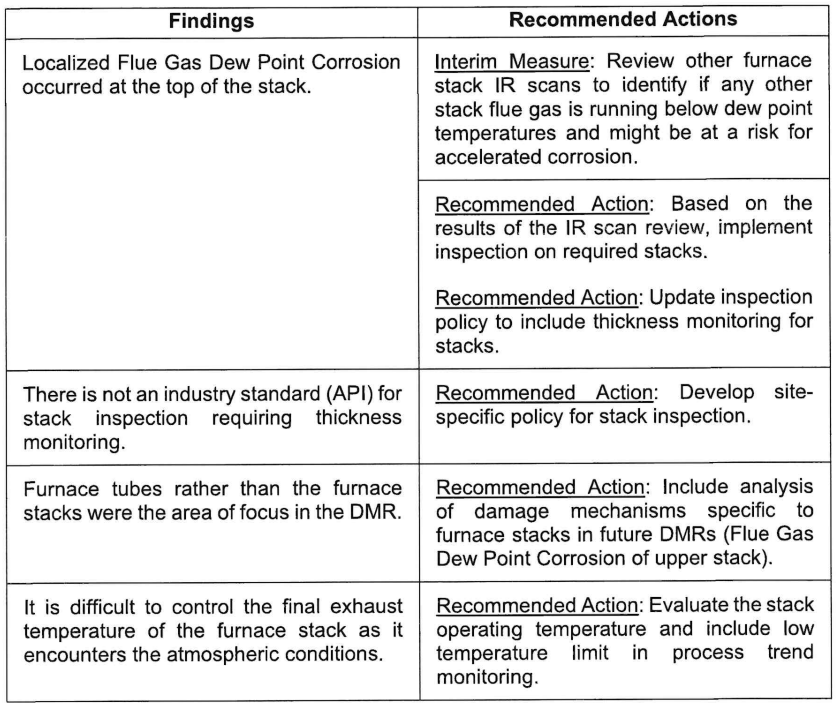 Findings
Recommended Actions
Localized Flue Gas Dew Point Corrosion
occurred at the top of the stack.
Interim Measure: Review other furnace
stack IR scans to identify if any other
stack flue gas is running below dew point
temperatures and might be at a risk for
accelerated corrosion.
Recommended Action: Based on the
results of the IR scan review, implement
inspection on required stacks.
Recommended Action: Update inspection
policy to include thickness monitoring for
stacks.
There is not an industry standard (API) for
stack inspection requiring thickness
monitoring.
Recommended Action: Develop site-
specific policy for stack inspection.
Furnace tubes rather than the furnace
stacks were the area of focus in the DMR.
Recommended Action: Include analysis
of damage mechanisms specific to
furnace stacks in future DMRs (Flue Gas
Dew Point Corrosion of upper stack).
It is difficult to control the final exhaust
temperature of the furnace stack as it
encounters the atmospheric conditions.
Recommended Action: Evaluate the stack
operating temperature and include low
temperature limit in process trend
monitoring.